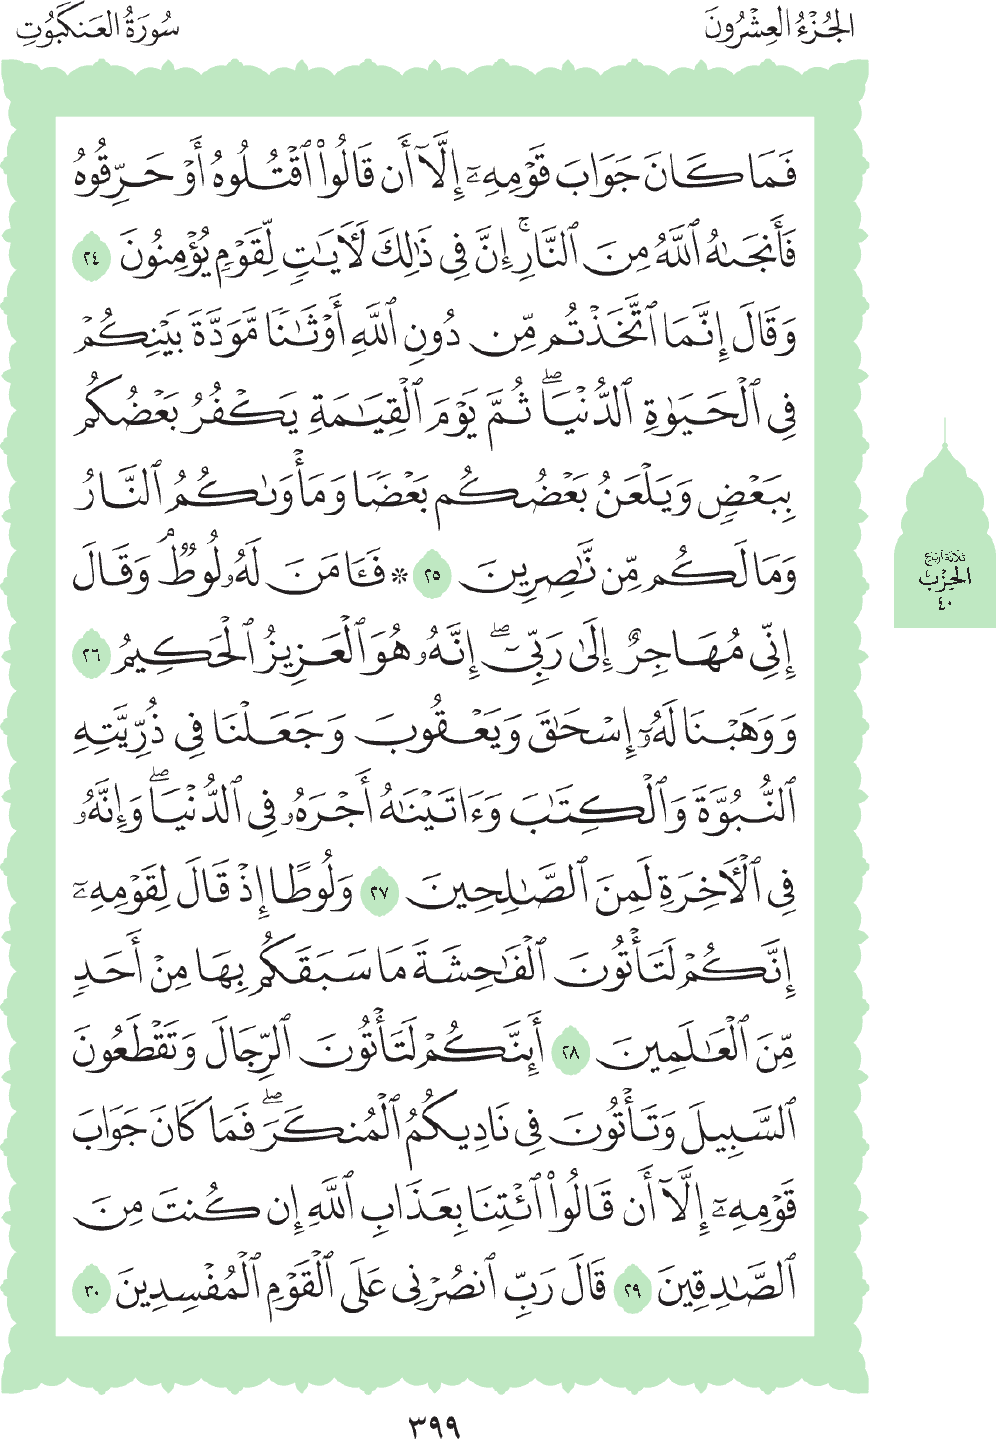 الجُزْءُ العِشْرُونَ
سُورَةُ العَنكَبُوتِ
فَمَا كَانَ جَوَابَ قَوْمِهِۦٓ إِلَّآ أَن قَالُوا۟ ٱقْتُلُوهُ أَوْ حَرِّقُوهُ
فَأَنجَىٰهُ ٱللَّهُ مِنَ ٱلنَّارِ ۚ إِنَّ فِى ذَٰلِكَ لَـَٔايَـٰتٍ لِّقَوْمٍ يُؤْمِنُونَ ٢٤
وَقَالَ إِنَّمَا ٱتَّخَذْتُم مِّن دُونِ ٱللَّهِ أَوْثَـٰنًا مَّوَدَّةَ بَيْنِكُمْ
فِى ٱلْحَيَوٰةِ ٱلدُّنْيَا ۖ ثُمَّ يَوْمَ ٱلْقِيَـٰمَةِ يَكْفُرُ بَعْضُكُم
بِبَعْضٍ وَيَلْعَنُ بَعْضُكُم بَعْضًا وَمَأْوَىٰكُمُ ٱلنَّارُ
وَمَا لَكُم مِّن نَّـٰصِرِينَ ٢٥ ۞ فَـَٔامَنَ لَهُۥ لُوطٌ ۘ وَقَالَ
إِنِّى مُهَاجِرٌ إِلَىٰ رَبِّىٓ ۖ إِنَّهُۥ هُوَ ٱلْعَزِيزُ ٱلْحَكِيمُ ٢٦
وَوَهَبْنَا لَهُۥٓ إِسْحَـٰقَ وَيَعْقُوبَ وَجَعَلْنَا فِى ذُرِّيَّتِهِ
ٱلنُّبُوَّةَ وَٱلْكِتَـٰبَ وَءَاتَيْنَـٰهُ أَجْرَهُۥ فِى ٱلدُّنْيَا ۖ وَإِنَّهُۥ
فِى ٱلْـَٔاخِرَةِ لَمِنَ ٱلصَّـٰلِحِينَ ٢٧ وَلُوطًا إِذْ قَالَ لِقَوْمِهِۦٓ
إِنَّكُمْ لَتَأْتُونَ ٱلْفَـٰحِشَةَ مَا سَبَقَكُم بِهَا مِنْ أَحَدٍ
مِّنَ ٱلْعَـٰلَمِينَ ٢٨ أَئِنَّكُمْ لَتَأْتُونَ ٱلرِّجَالَ وَتَقْطَعُونَ
ٱلسَّبِيلَ وَتَأْتُونَ فِى نَادِيكُمُ ٱلْمُنكَرَ ۖ فَمَا كَانَ جَوَابَ
قَوْمِهِۦٓ إِلَّآ أَن قَالُوا۟ ٱئْتِنَا بِعَذَابِ ٱللَّهِ إِن كُنتَ مِنَ
ٱلصَّـٰدِقِينَ ٢٩ قَالَ رَبِّ ٱنصُرْنِى عَلَى ٱلْقَوْمِ ٱلْمُفْسِدِينَ ٣٠
ثلاثة أرباع
الحِزْب
٤٠
٣٩٩